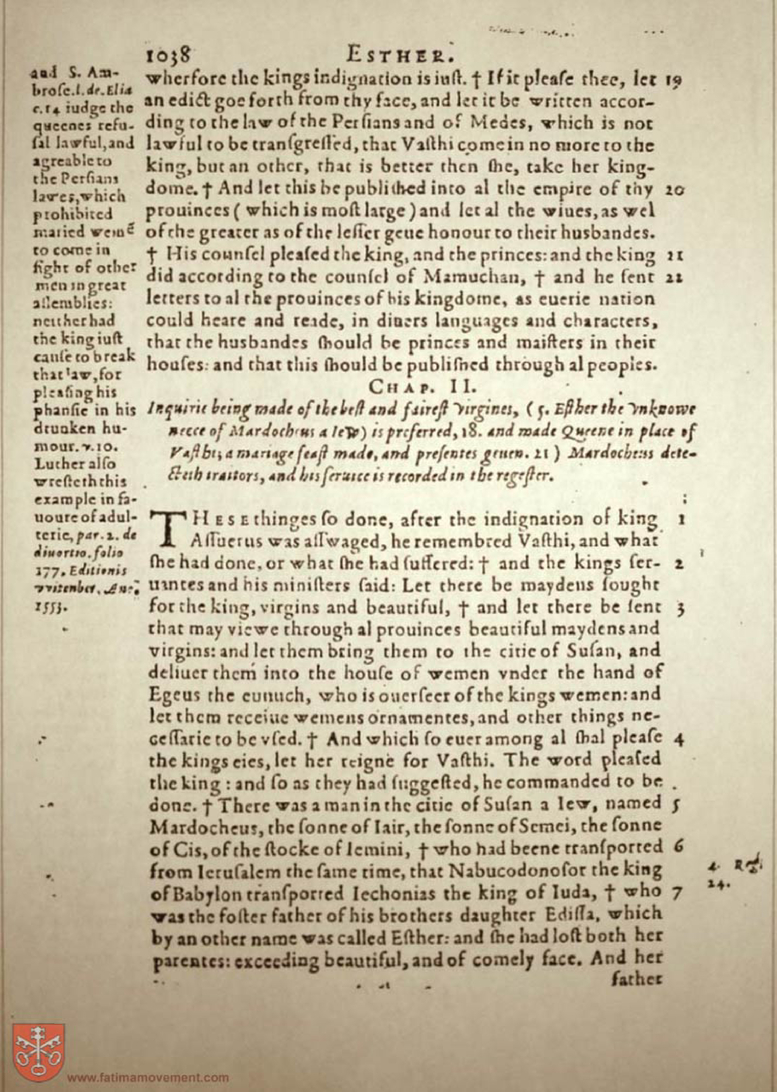 1038 ESTHER.
and S. Am-
brose.l.de.Elia
c.14 iudge the
queenes refu-
ſal lawful,and
agreable to
the Perſians
lawes,which
prohibited
maried wemẽ
to come in
ſight of other
men in great
aſſemblies:
neither had
the king iuſt
cauſe to break
that law,for
pleaſing his
phanſie in his
drunken hu-
mour.v.10.
Luther alſo
wreſteth this
example in fa-
uoure of adul-
terie, par. 2. de
diuortio.folio
177. Editionis
vvitenber. An:
1553.
wherfore the kings indignation is iuſt. † If it pleaſe thee, let 19
an edict goe forth from thy face, and let it be written accor-
ding to the law of the Perſians and of Medes, which is not
lawful to be tranſgreſſed, that Vaſthi come in no more to the
king, but an other, that is better then ſhe, take her king-
dome. † And let this be publiſhed into al the empire of thy 20
prouinces ( which is moſt large ) and let al the wiues, as wel
of the greater as of the leſſer geue honour to their husbandes.
† His counſel pleaſed the king, and the princes: and the king 21
did according to the counſel of Mamuchan, † and he ſent 22
letters to al the prouinces of his kingdome, as euerie nation
could heare and reade, in diuers languages and characters,
that the husbandes ſhould be princes and maiſters in their
houſes: and that this ſhould be publiſhed through al peoples.
CHAP. II.
Inquirie being made of the beſt and faireſt virgines, ( 5. Eſther the vnknowe
neece of Mardocheus a Iew ) is preferred, 18. and made Queene in place of
Vaſthi; a mariage feaſt made, and preſentes geuen. 21 ) Mardocheus dete-
cteth traitors, and his ſeruice is recorded in the regeſter.
THESE thinges ſo done, after the indignation of king 1
Aſſuerus was aſſwaged, he remembred Vaſthi, and what
ſhe had done, or what ſhe had ſuffered: † and the kings ſer- 2
uantes and his miniſters ſaid: Let there be maydens ſought
for the king, virgins and beautiful, † and let there be ſent 3
that may viewe through al prouinces beautiful maydens and
virgins: and let them bring them to the citie of Suſan, and
deliuer them into the houſe of wemen vnder the hand of
Egeus the eunuch, who is ouerſeer of the kings wemen: and
let them receiue wemens ornamentes, and other things ne-
ceſſarie to be vſed. † And which ſo euer among al ſhal pleaſe 4
the kings eies, let her reigne for Vaſthi. The word pleaſed
the king : and ſo as they had ſuggeſted, he commanded to be
done. † There was a man in the citie of Suſan a Iew, named 5
Mardocheus, the ſonne of Iair, the ſonne of Semei, the ſonne
of Cis, of the ſtocke of Iemini, † who had beene tranſported 6
from Ieruſalem the ſame time, that Nabucodonoſor the king
of Babylon tranſported Iechonias the king of Iuda, † who 7
was the foſter father of his brothers daughter Ediſſa, which
by an other name was called Eſther: and ſhe had loſt both her
parentes: exceeding beautiful, and of comely face. And her
father
4. Reg.
24.
www.fatimamovement.com